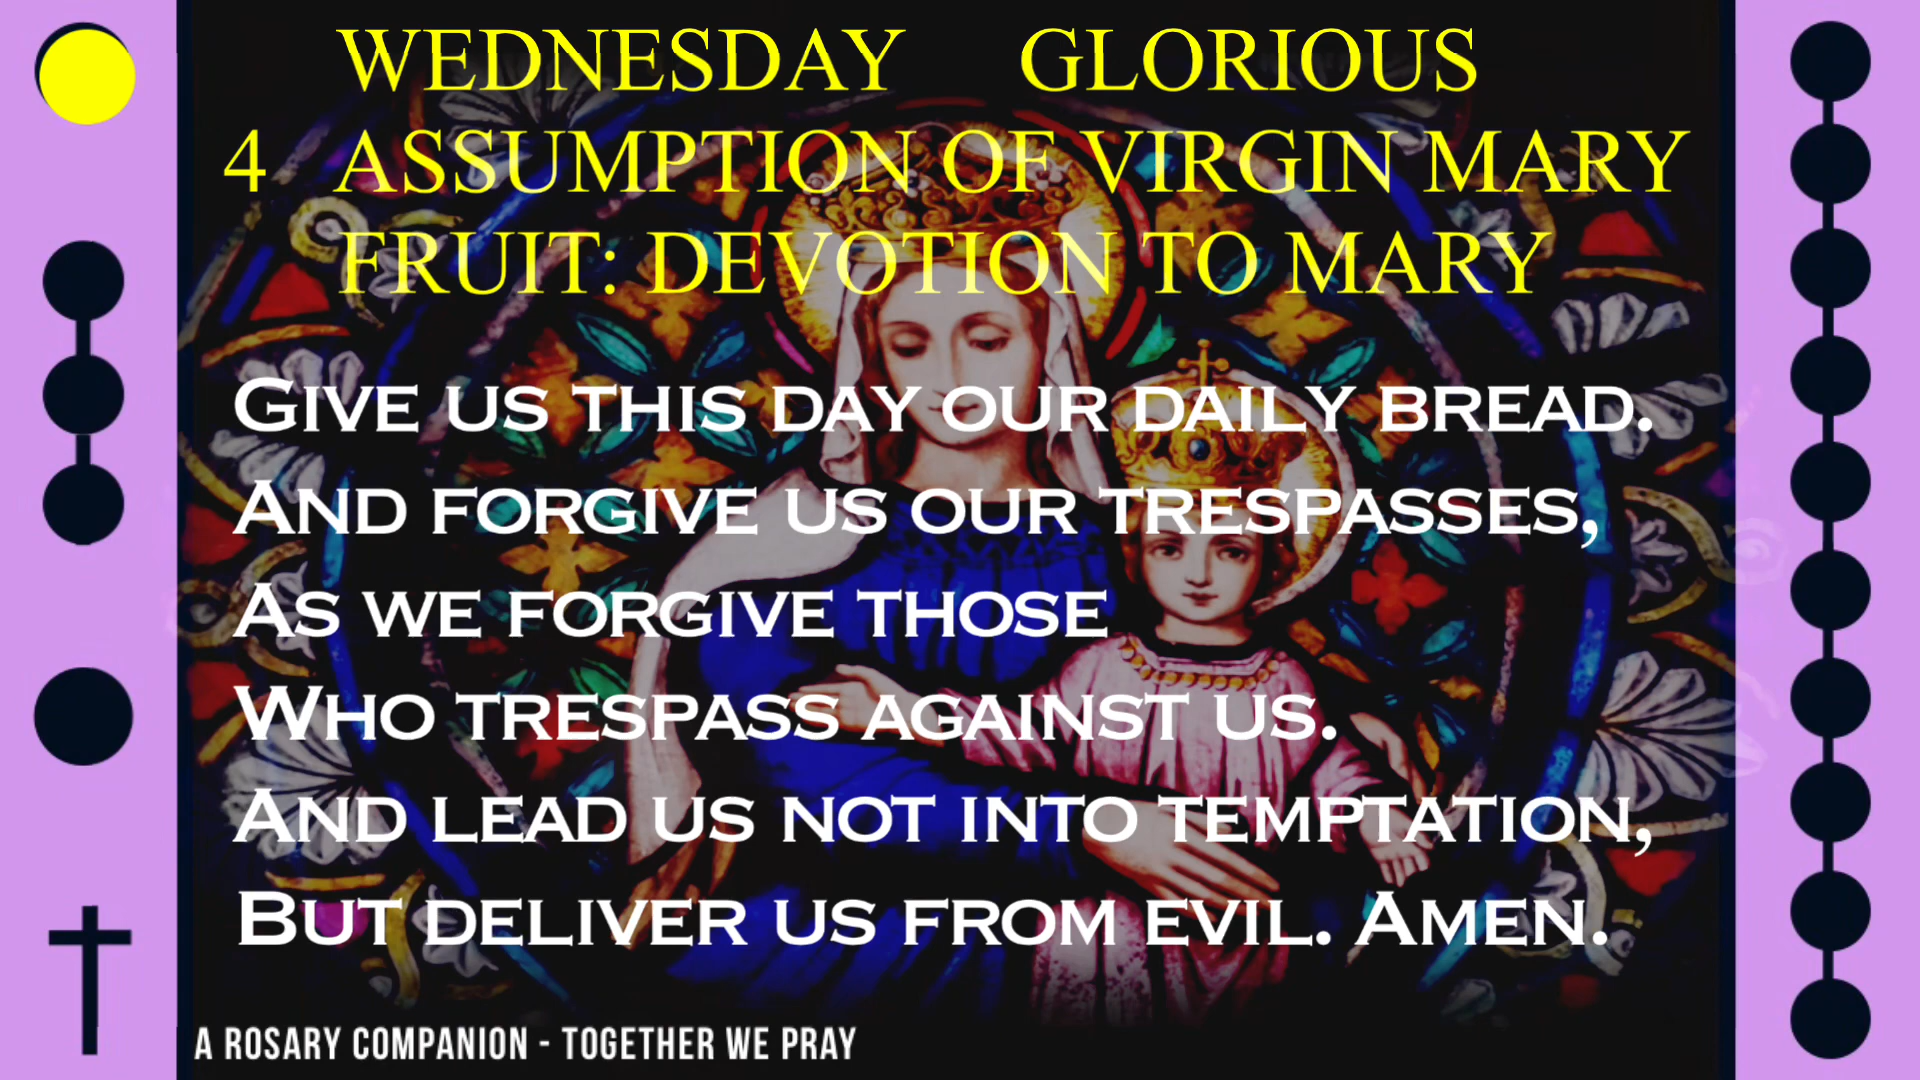 WEDNESDAY GLORIOUS
4 ASSUMPTION OF VIRGIN MARY
FRUIT: DEVOTION TO MARY
GIVE US THIS DAY OUR DAILY BREAD.
AND FORGIVE US OUR TRESPASSES,
AS WE FORGIVE THOSE
WHO TRESPASS AGAINST US.
AND LEAD US NOT INTO TEMPTATION,
BUT DELIVER US FROM EVIL. AMEN.
A ROSARY COMPANION - TOGETHER WE PRAY